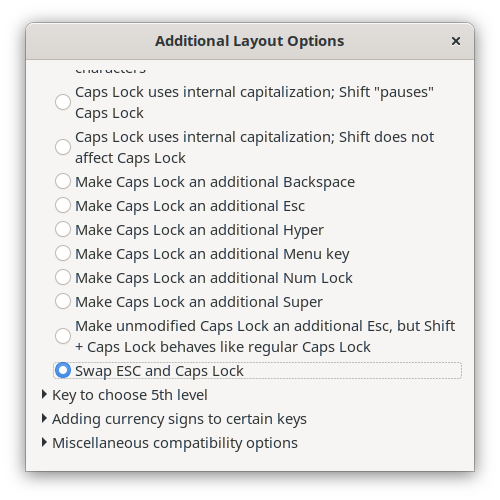 Additional Layout Options
characters
Caps Lock uses internal capitalization; Shift "pauses"
Caps Lock
Caps Lock uses internal capitalization; Shift does not
affect Caps Lock
Make Caps Lock an additional Backspace
Make Caps Lock an additional Esc
Make Caps Lock an additional Hyper
Make Caps Lock an additional Menu key
Make Caps Lock an additional Num Lock
Make Caps Lock an additional Super
Make unmodified Caps Lock an additional Esc, but Shift
+ Caps Lock behaves like regular Caps Lock
Swap ESC and Caps Lock
Key to choose 5th level
Adding currency signs to certain keys
Miscellaneous compatibility options